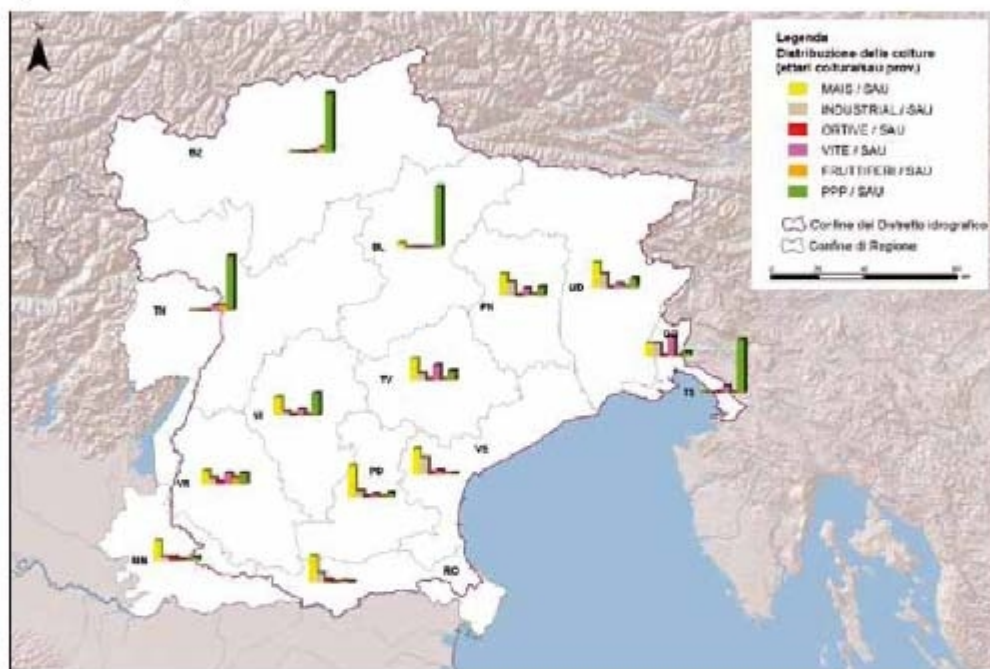 Legenda
Distribuzione delle colture
(ettari coltura/sau prov.)
MAIS / SAU
INDUSTRIAL / SAU
ORTIVE / SAU
VITE / SAU
FRUTTIFERI / SAU
PPP / SAU
Confine del Distretto idrografico
Confine di Regione
BZ
BL
TN
PN
UD
GO
TS
TV
VI
VE
PD
VR
MN
RO